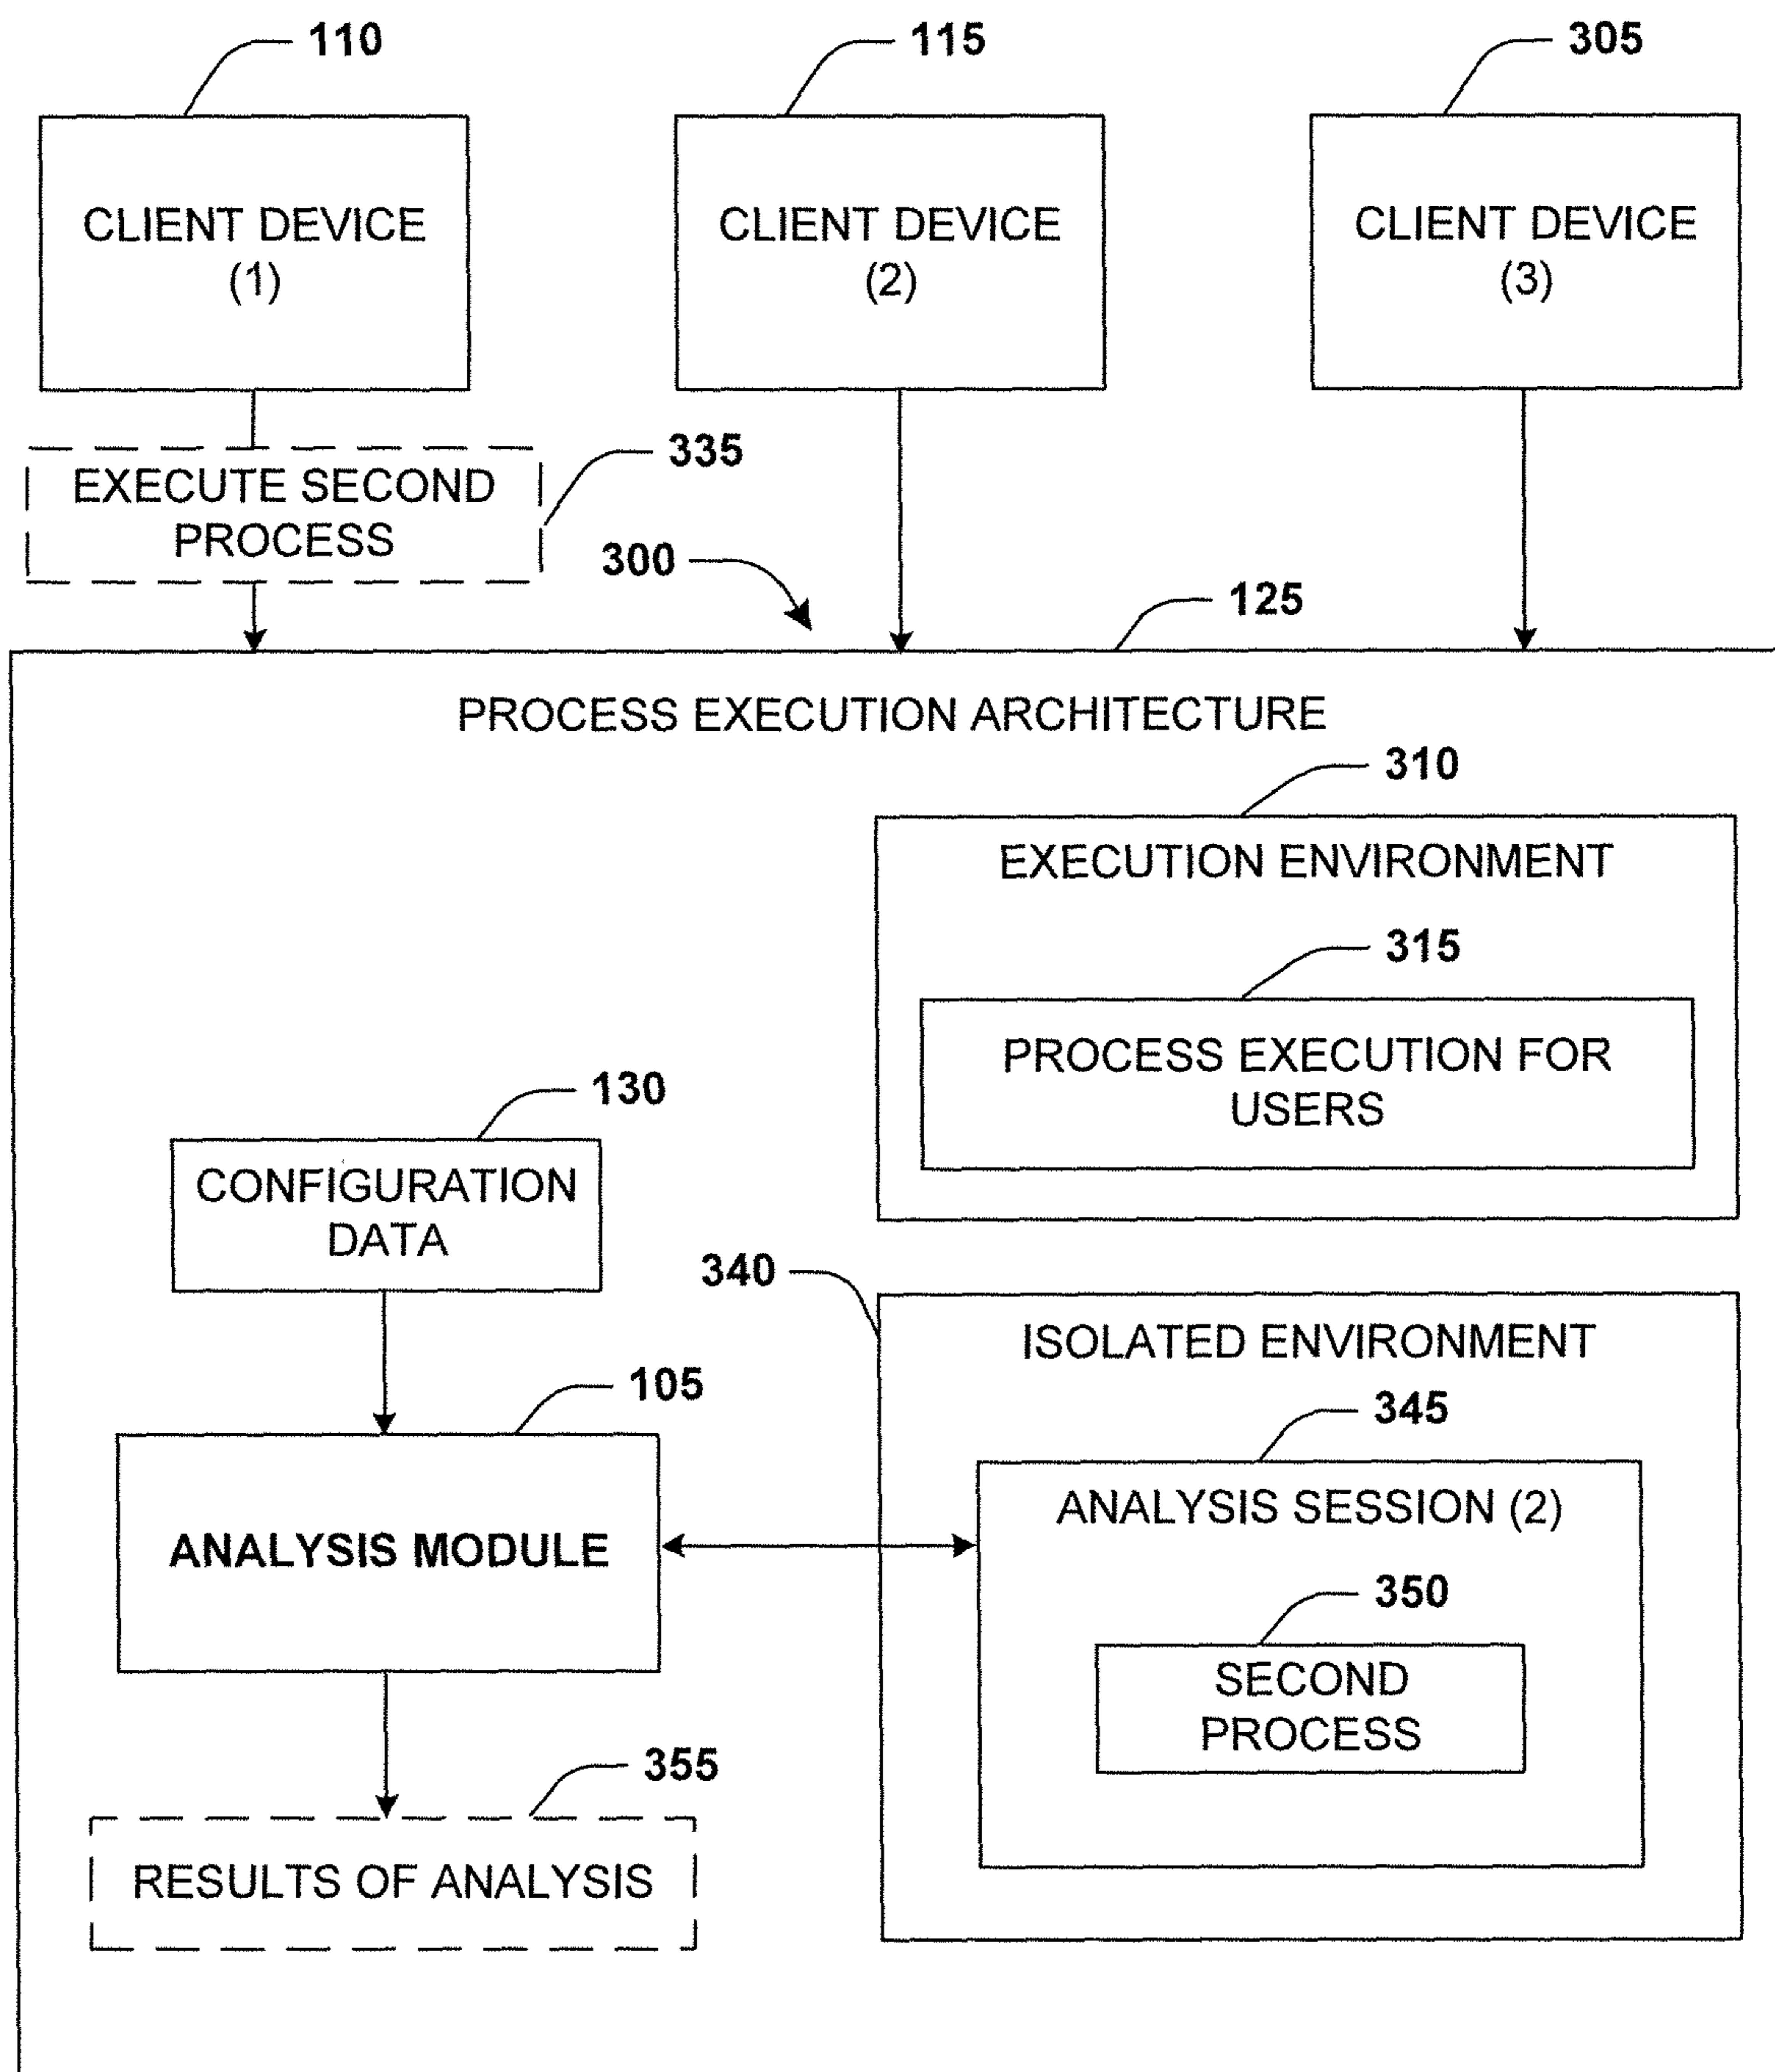 110
115
305
CLIENT DEVICE
(1)
CLIENT DEVICE
(2)
CLIENT DEVICE
(3)
335
EXECUTE SECOND
PROCESS
300
125
PROCESS EXECUTION ARCHITECTURE
310
EXECUTION ENVIRONMENT
315
PROCESS EXECUTION FOR
USERS
130
CONFIGURATION
DATA
340
ISOLATED ENVIRONMENT
105
345
ANALYSIS MODULE
ANALYSIS SESSION (2)
350
SECOND
PROCESS
355
RESULTS OF ANALYSIS